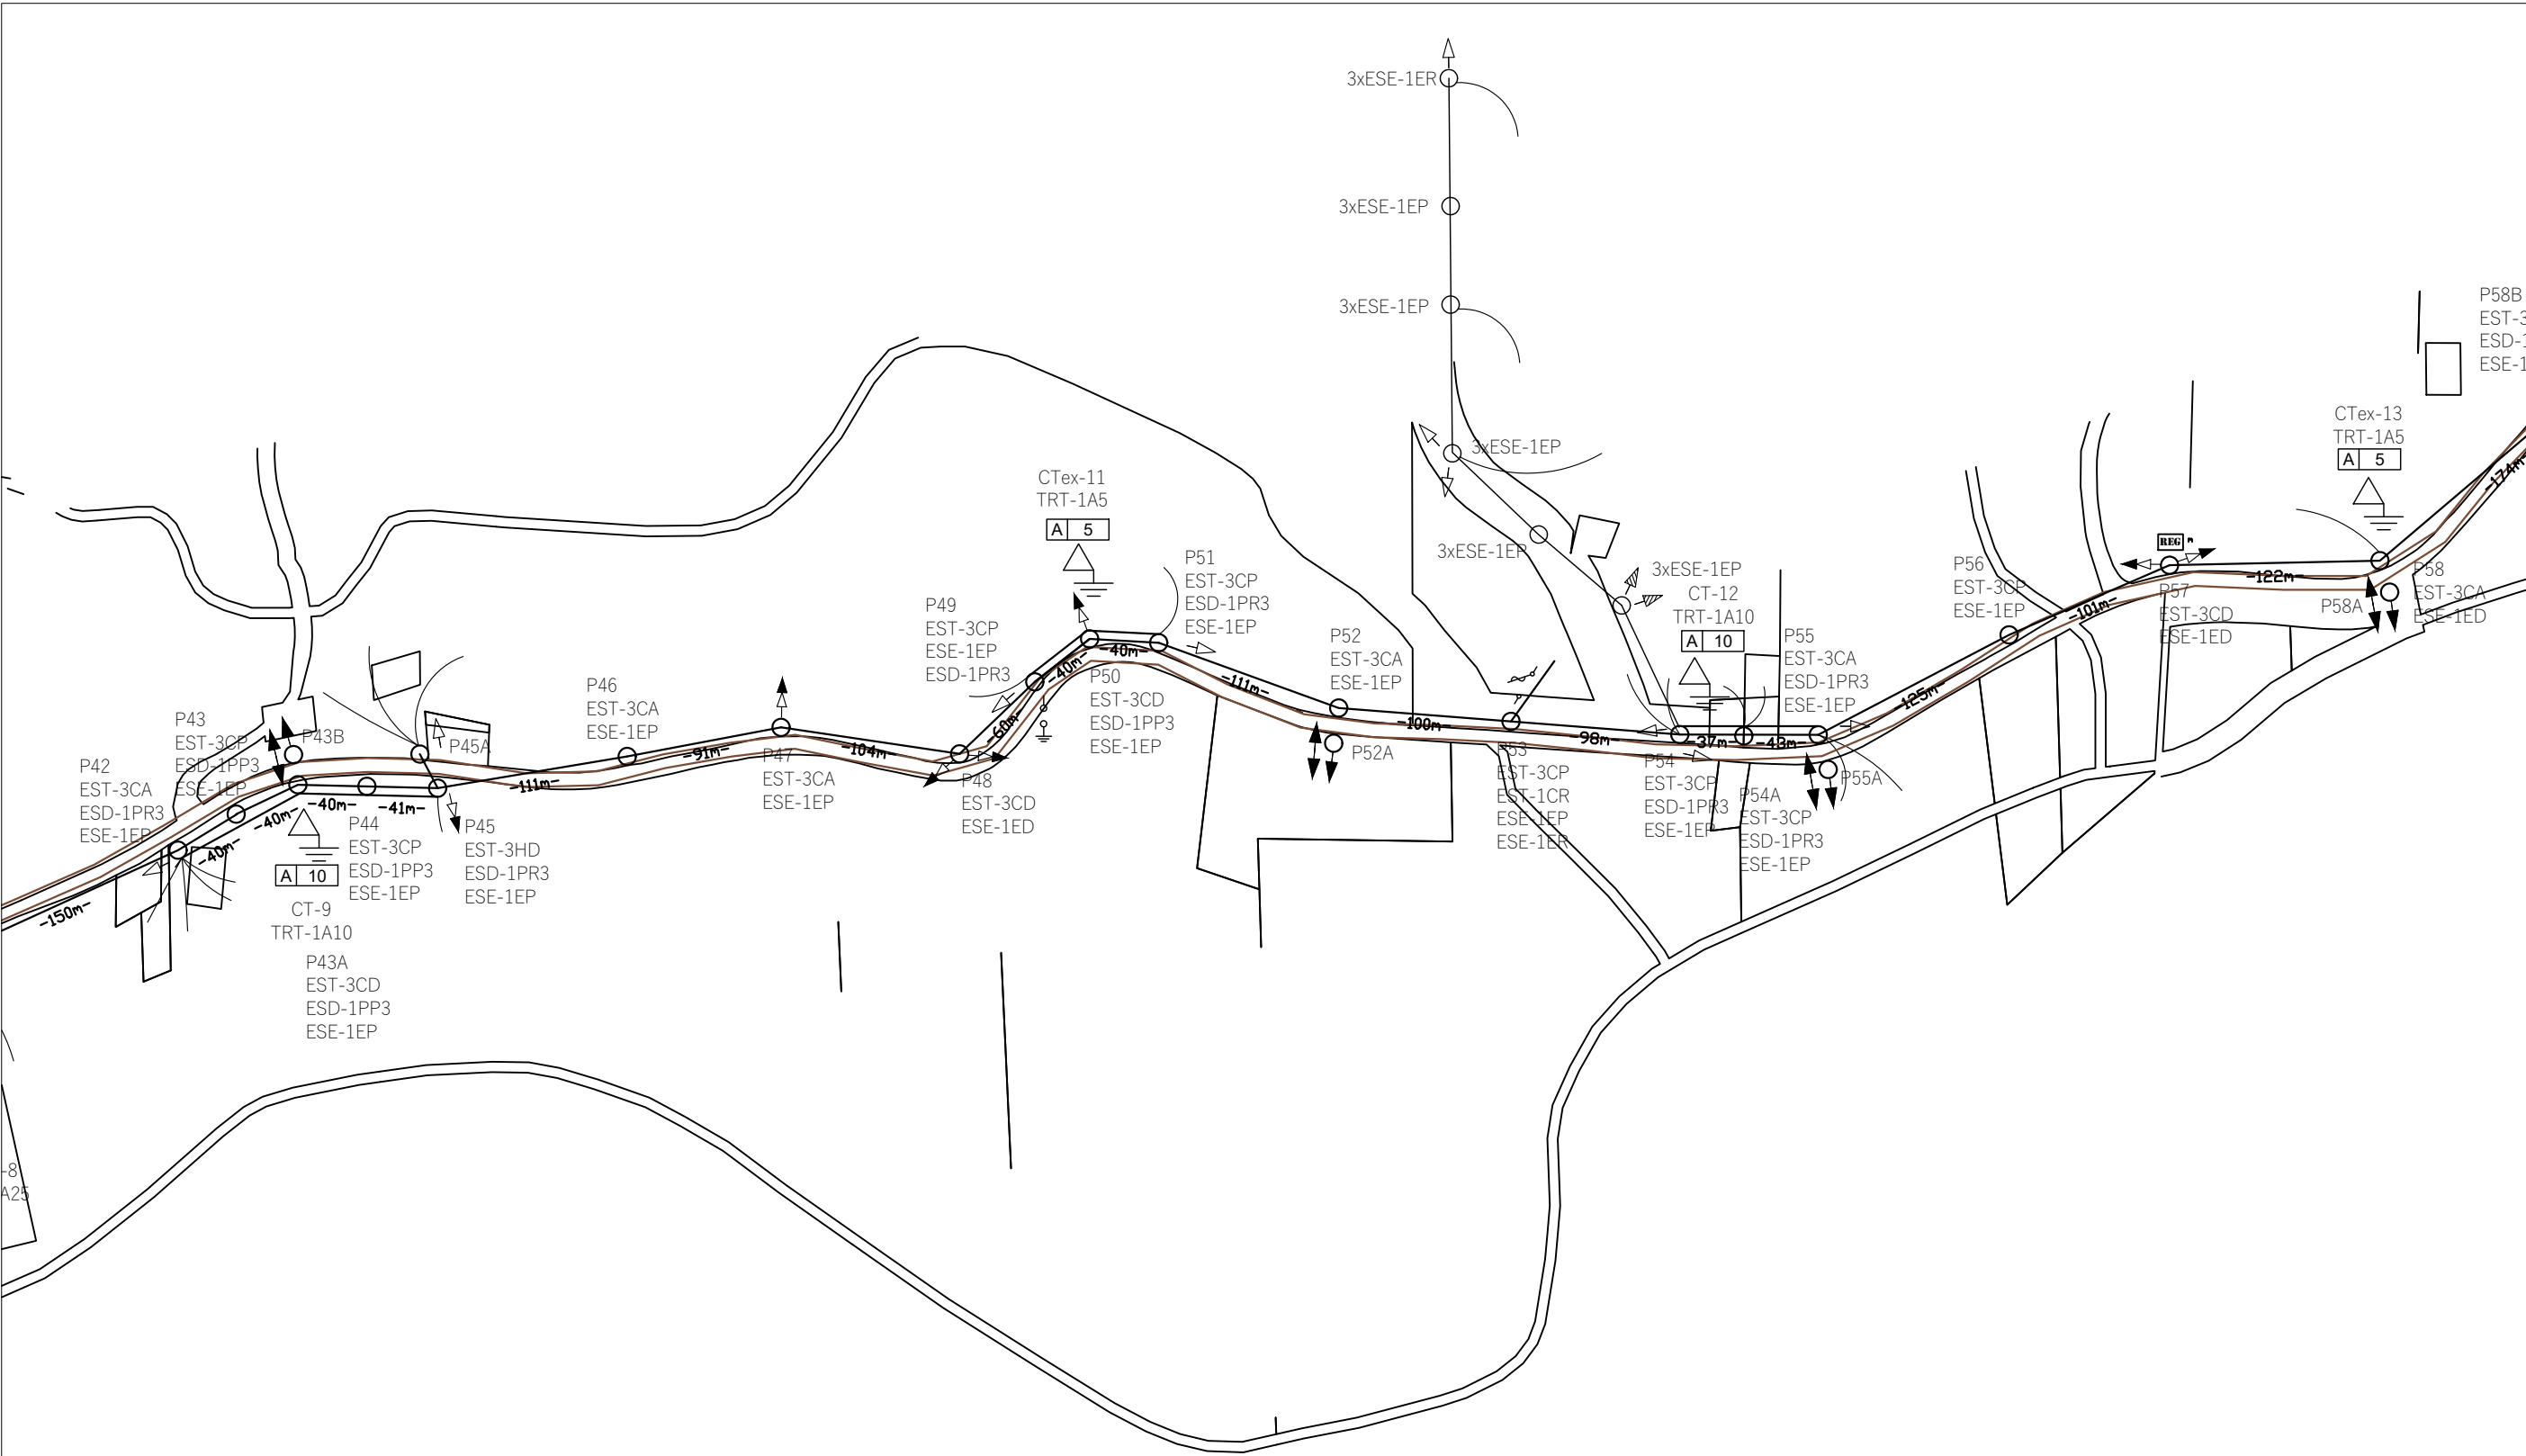 3xESE-1ER
3xESE-1EP
3xESE-1EP
3xESE-1EP
3xESE-1EP
3xESE-1EP
CT-12
TRT-1A10
A 10
P58B
EST-3
ESD-1
ESE-1
CTex-13
TRT-1A5
A 5
-174m-
CTex-11
TRT-1A5
A 5
P42
EST-3CA
ESD-1PR3
ESE-1EP
P43
EST-3CP
ESD-1PP3
ESE-1EP
P43B
-150m-
-40m-
-40m-
-40m-
-41m-
A 10
CT-9
TRT-1A10
P43A
EST-3CD
ESD-1PP3
ESE-1EP
P44
EST-3CP
ESD-1PP3
ESE-1EP
P45A
P45
EST-3HD
ESD-1PR3
ESE-1EP
-111m-
P46
EST-3CA
ESE-1EP
-91m-
P47
EST-3CA
ESE-1EP
-104m-
P48
EST-3CD
ESE-1ED
P49
EST-3CP
ESE-1EP
ESD-1PR3
-60m-
-40m-
-40m-
P50
EST-3CD
ESD-1PP3
ESE-1EP
P51
EST-3CP
ESD-1PR3
ESE-1EP
-111m-
P52
EST-3CA
ESE-1EP
P52A
-100m-
P53
EST-3CP
EST-1CR
ESE-1EP
ESE-1ER
-98m-
P54
EST-3CP
ESD-1PR3
ESE-1EP
-37m-
-43m-
P54A
EST-3CP
ESD-1PR3
ESE-1EP
P55
EST-3CA
ESD-1PR3
ESE-1EP
P55A
-125m-
P56
EST-3CP
ESE-1EP
-101m-
REG
P57
EST-3CD
ESE-1ED
-122m-
P58A
P58
EST-3CA
ESE-1ED
-8
A25